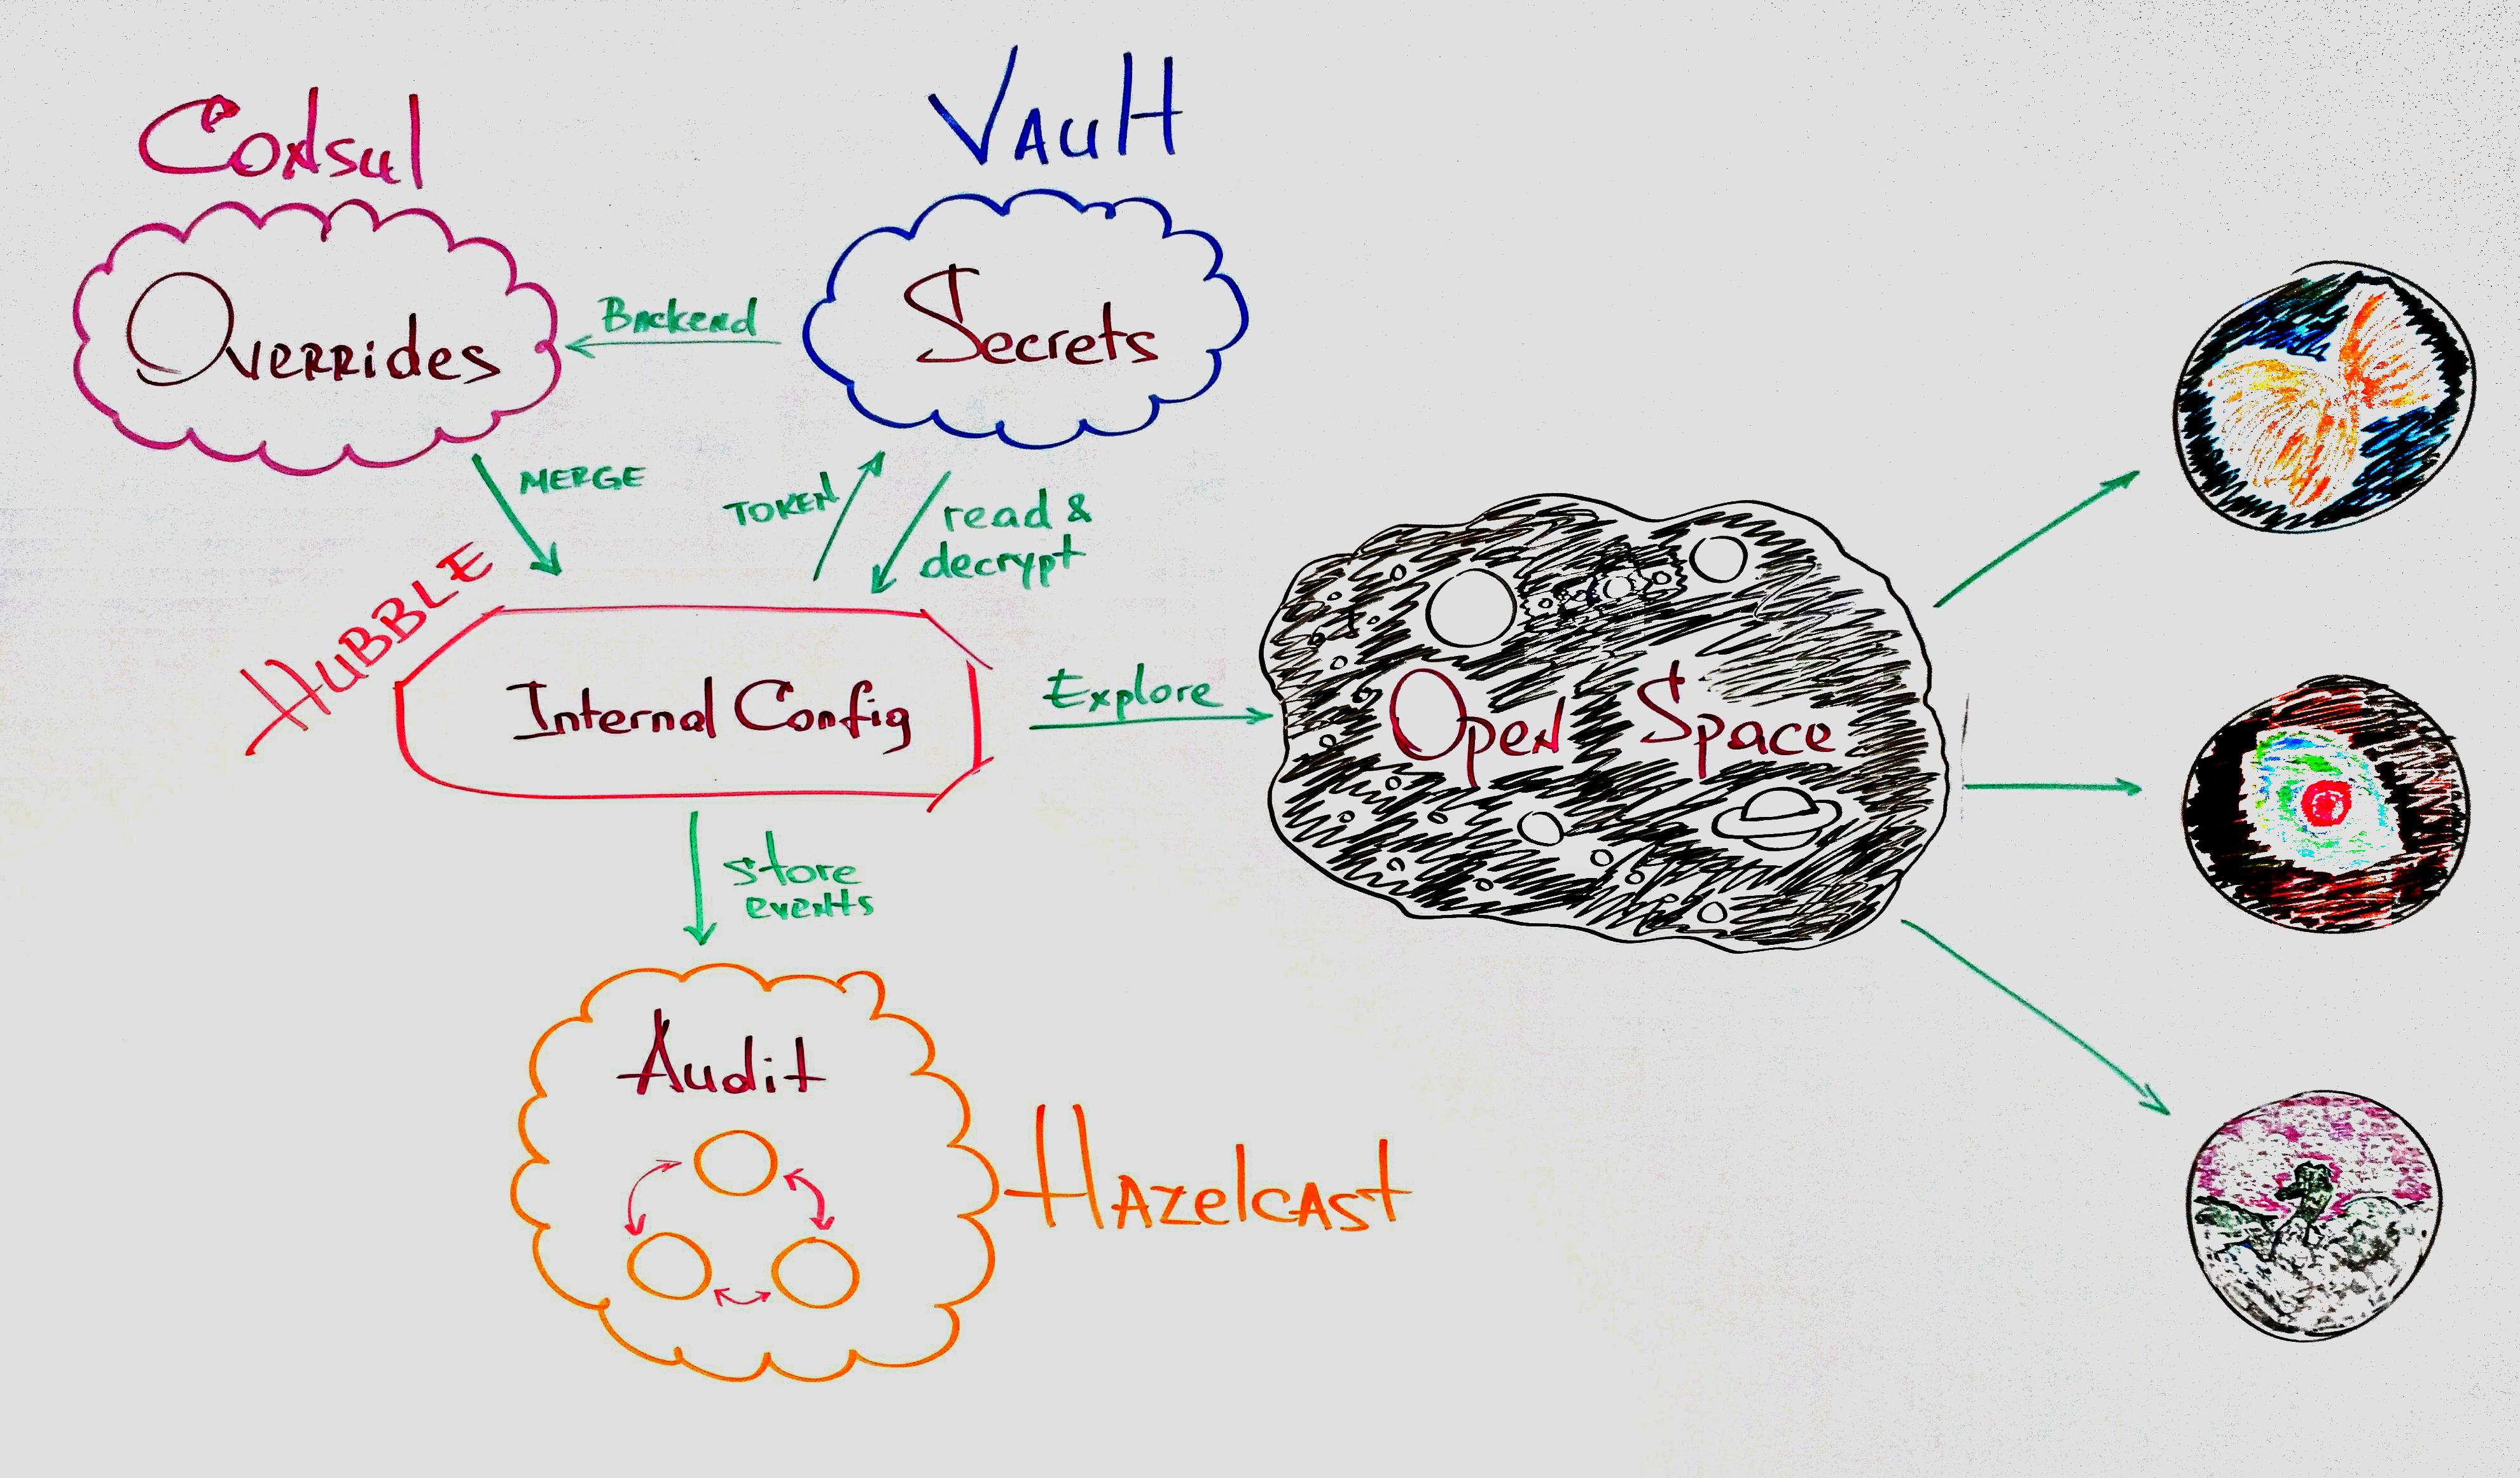 Consul
Vault
Overrides
Backend
Secrets
MERGE
TOKEN
read &
decrypt
HUBBLE
Internal Config
Explore
Open Space
store
events
Audit
Hazelcast